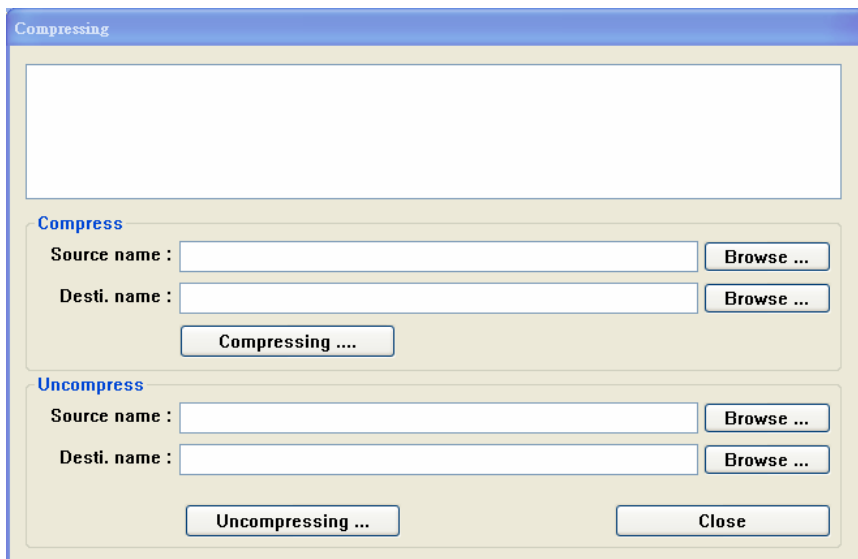 Compressing
Compress
Source name : Browse ...
Desti. name : Browse ...
Compressing ....
Uncompress
Source name : Browse ...
Desti. name : Browse ...
Uncompressing ... Close